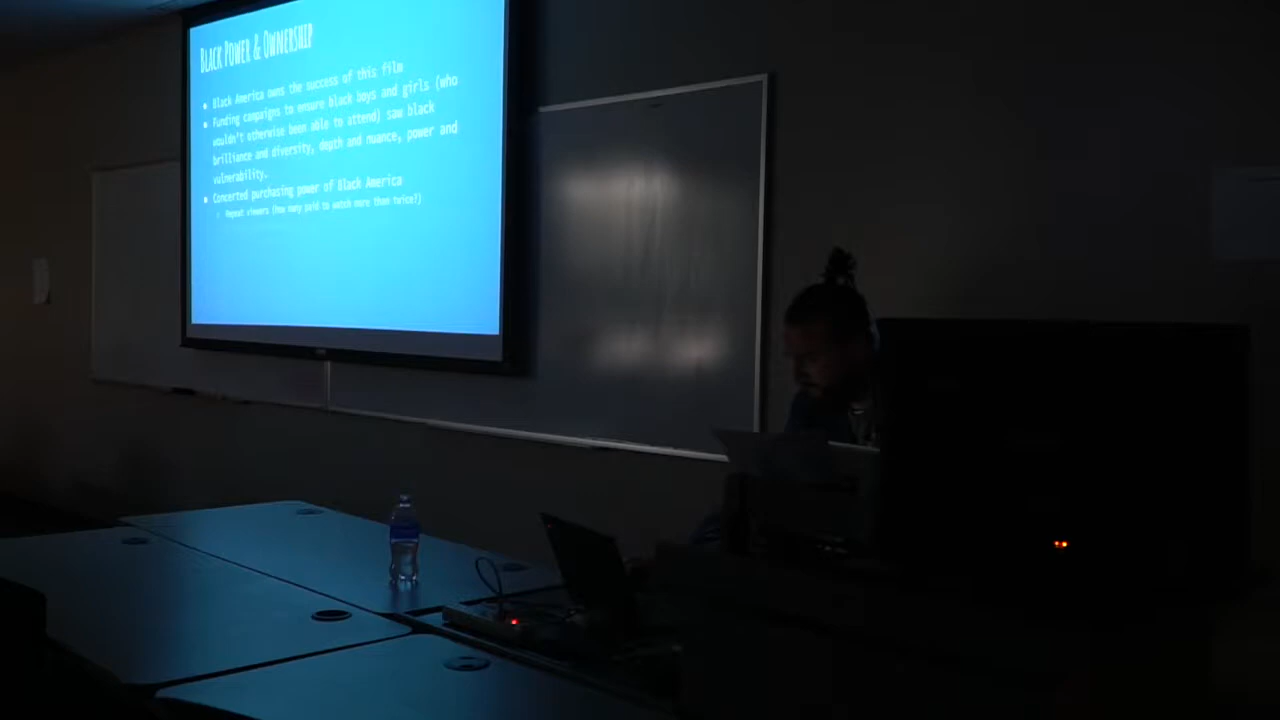 BLACK POWER & OWNERSHIP
Black America owns the success of this film
Funding campaigns to ensure black boys and girls (who
wouldn't otherwise been able to attend) saw black
brilliance and diversity, depth and nuance, power and
vulnerability.
Concerted purchasing power of Black America
Repeat viewers (how many paid to watch more than twice?)